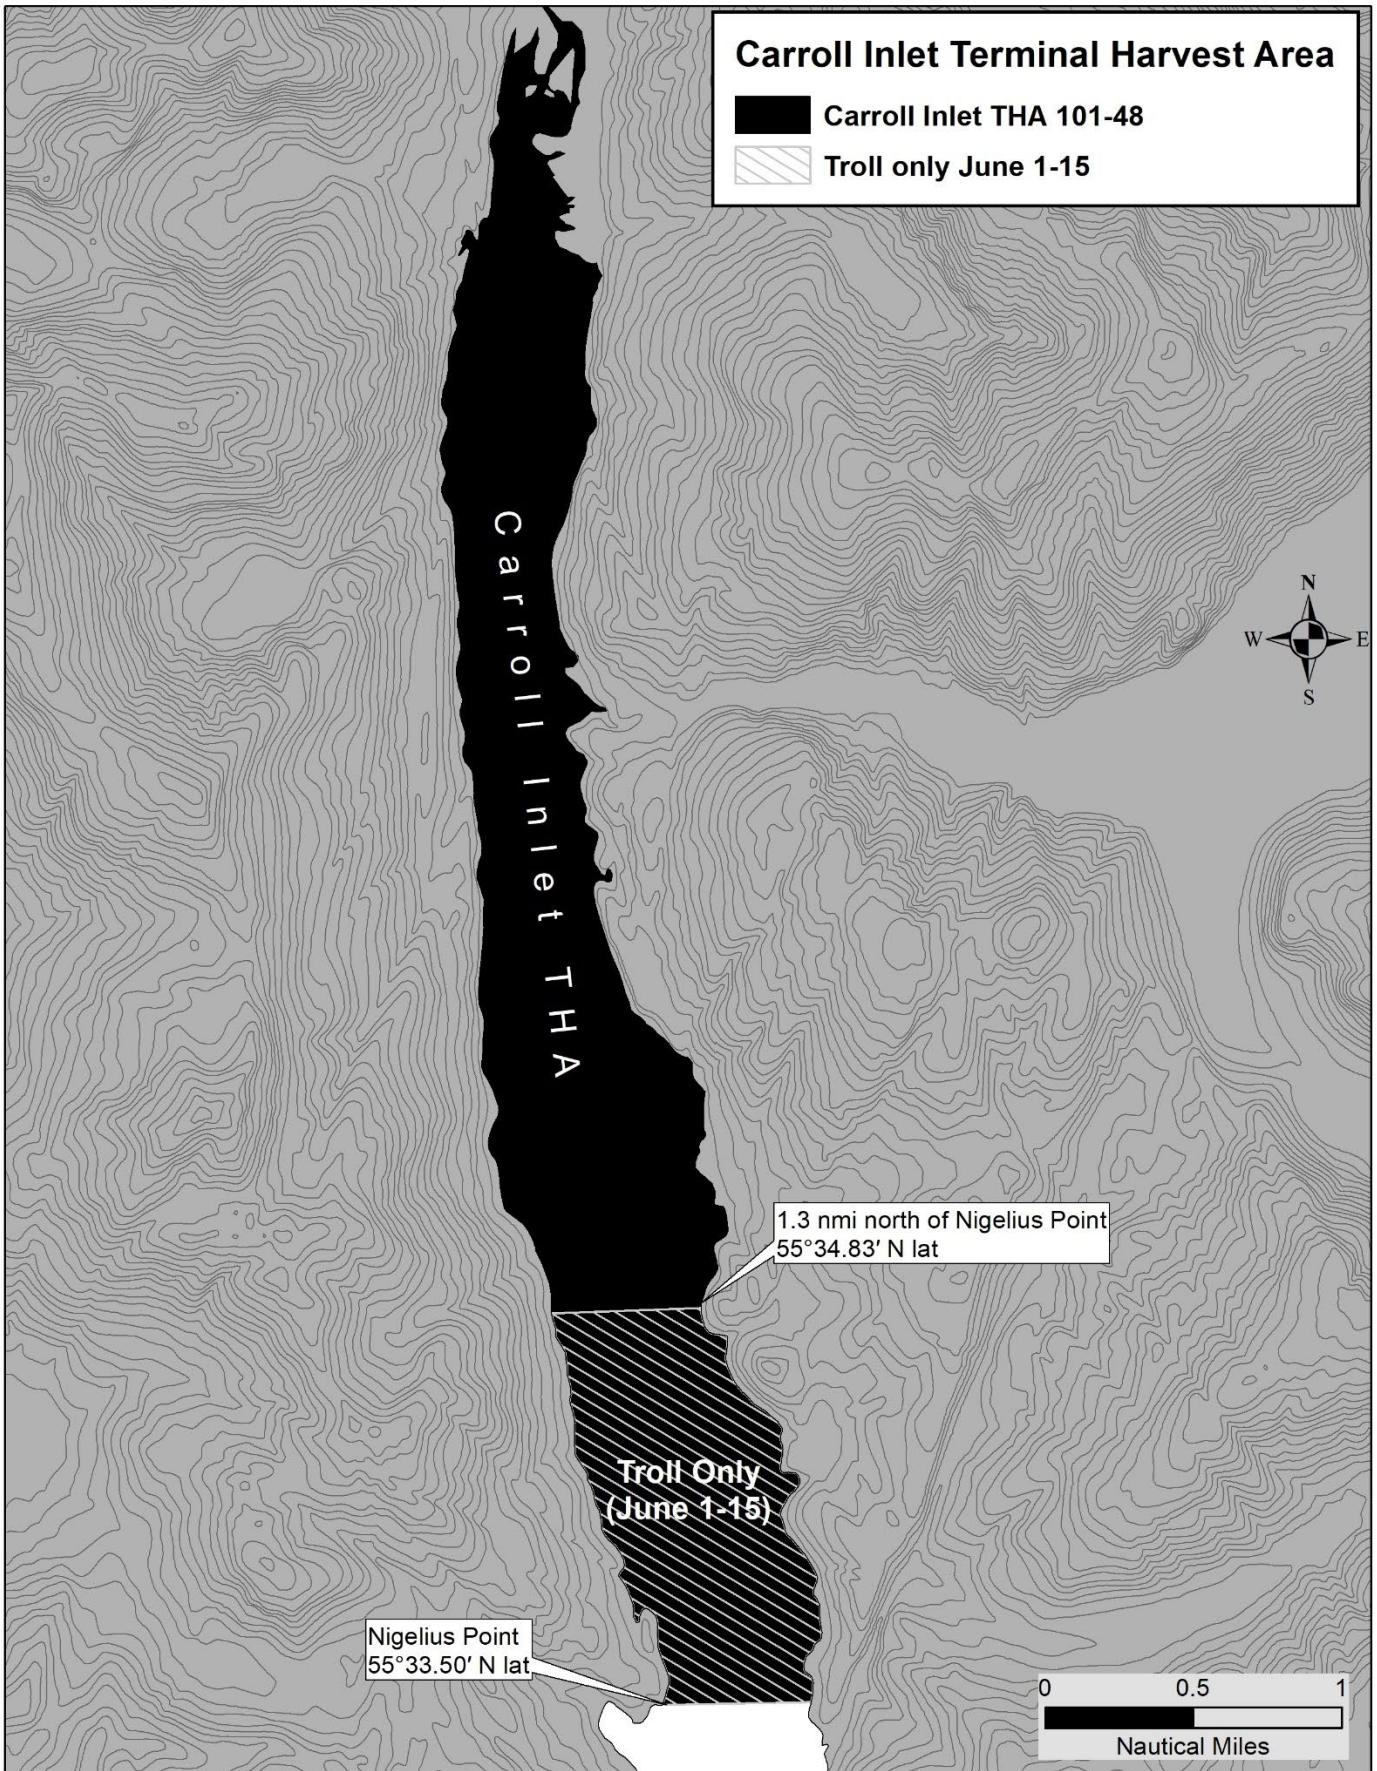 Carroll Inlet Terminal Harvest Area
Carroll Inlet THA 101-48
Troll only June 1-15
Carroll Inlet THA
N
W E
S
1.3 nmi north of Nigelius Point
55°34.83′ N lat
Troll Only
(June 1-15)
Nigelius Point
55°33.50′ N lat
0 0.5 1
Nautical Miles